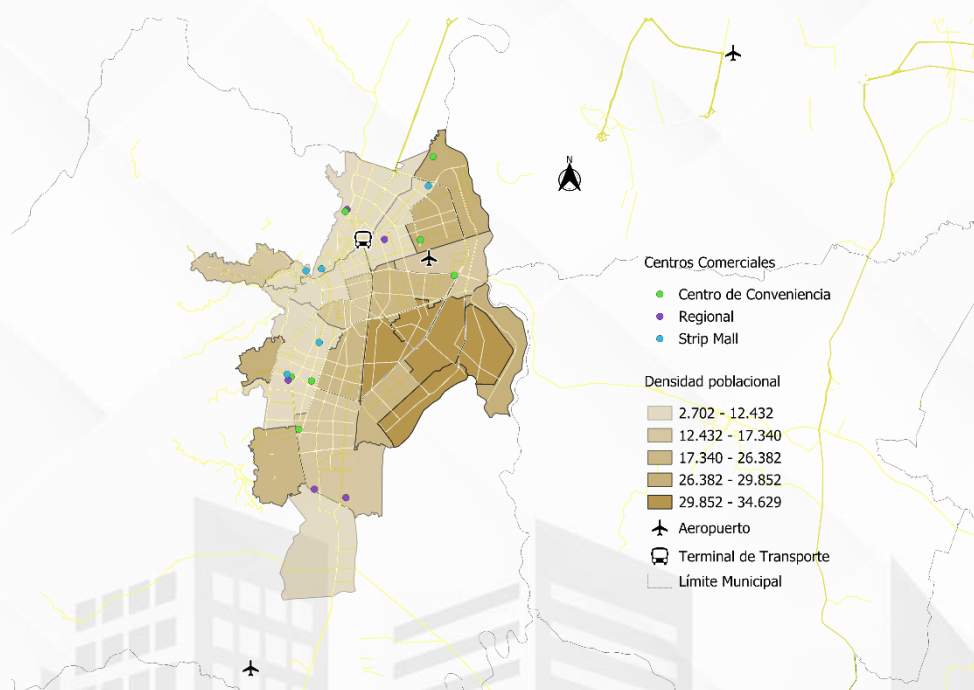 N
Centros Comerciales
Centro de Conveniencia
Regional
Strip Mall
Densidad poblacional
2.702 - 12.432
12.432 - 17.340
17.340 - 26.382
26.382 - 29.852
29.852 - 34.629
Aeropuerto
Terminal de Transporte
Límite Municipal